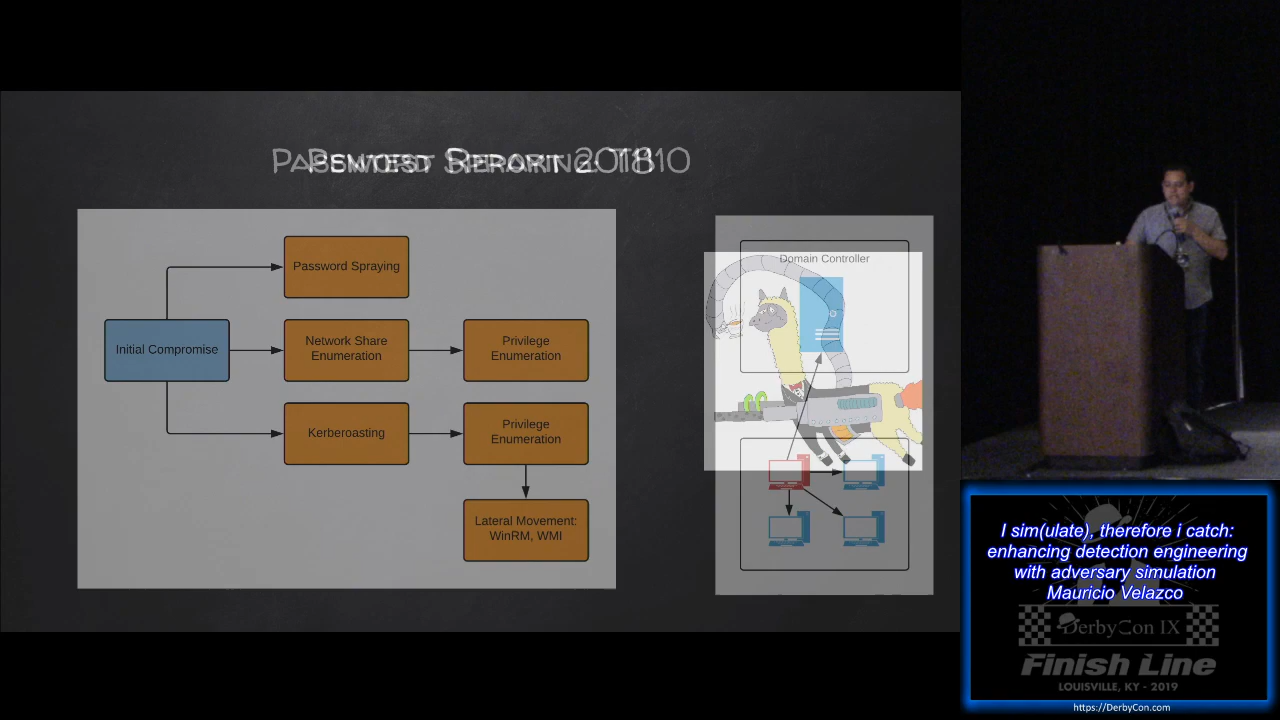 Password Spraying
Initial Compromise
Network Share
Enumeration
Privilege
Enumeration
Kerberoasting
Privilege
Enumeration
Lateral Movement:
WinRM, WMI
Domain Controller
I sim(ulate), therefore i catch:
enhancing detection engineering
with adversary simulation
Mauricio Velazco
DerbyCon IX
Finish Line
LOUISVILLE, KY - 2019
https://DerbyCon.com